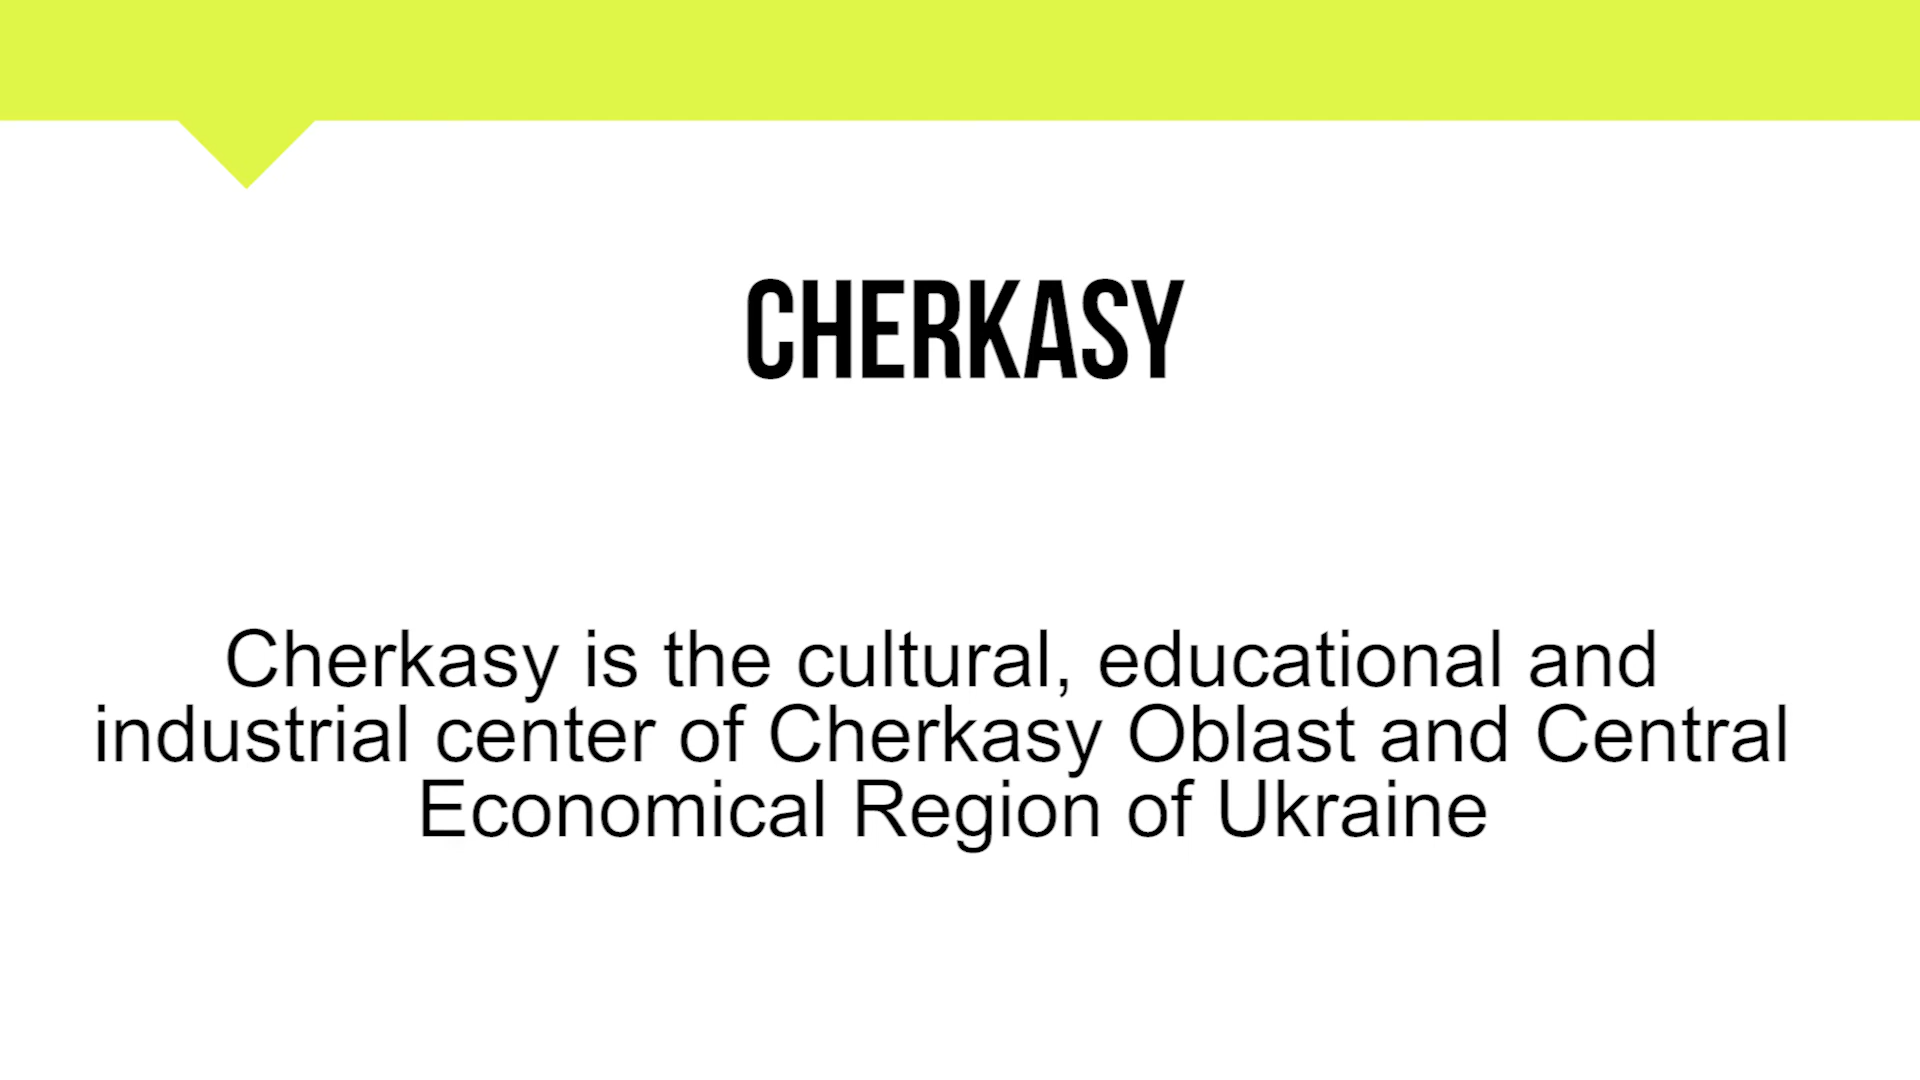 CHERKASY
Cherkasy is the cultural, educational and
industrial center of Cherkasy Oblast and Central
Economical Region of Ukraine